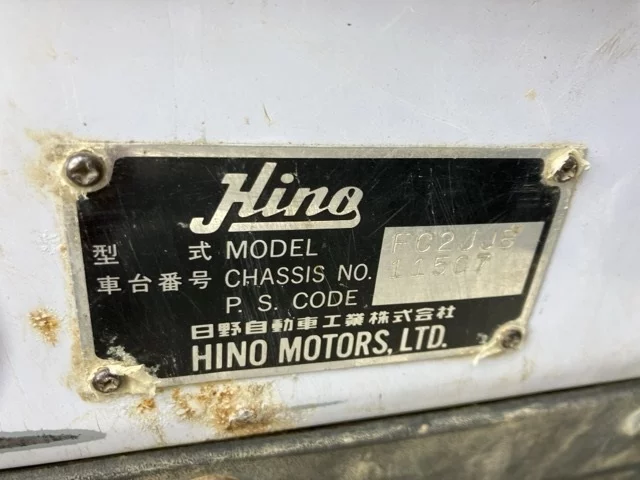 Hino
型式 MODEL FC2JJB
車台番号 CHASSIS NO.
P. S. CODE
日野自動車工業株式会社
HINO MOTORS, LTD.